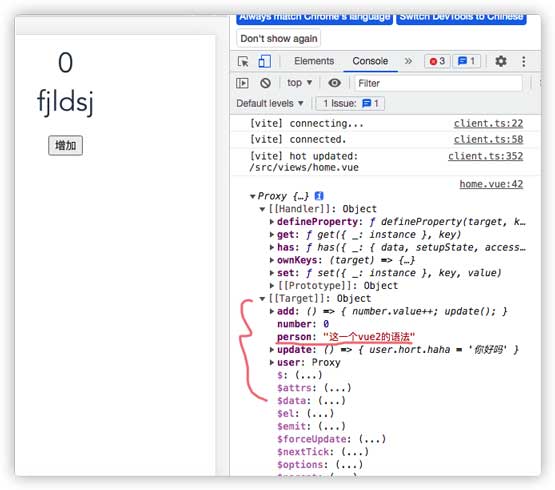 Always match Chrome's language
Switch DevTools to Chinese
Don't show again
0
fjldsj
增加
Elements
Console
»
3
1
top ▾
Filter
Default levels ▾
1 Issue: 1
[vite] connecting...
client.ts:22
[vite] connected.
client.ts:58
[vite] hot updated:
client.ts:352
/src/views/home.vue
home.vue:42
Proxy {…}
[[Handler]]: Object
defineProperty: ƒ defineProperty(target, k…
get: ƒ get({ _: instance }, key)
has: ƒ has({ _: { data, setupState, access…
ownKeys: (target) => {…}
set: ƒ set({ _: instance }, key, value)
[[Prototype]]: Object
[[Target]]: Object
add: () => { number.value++; update(); }
number: 0
person: "这一个vue2的语法"
update: () => { user.hort.haha = '你好吗' }
user: Proxy
$: (...)
$attrs: (...)
$data: (...)
$el: (...)
$emit: (...)
$forceUpdate: (...)
$nextTick: (...)
$options: (...)